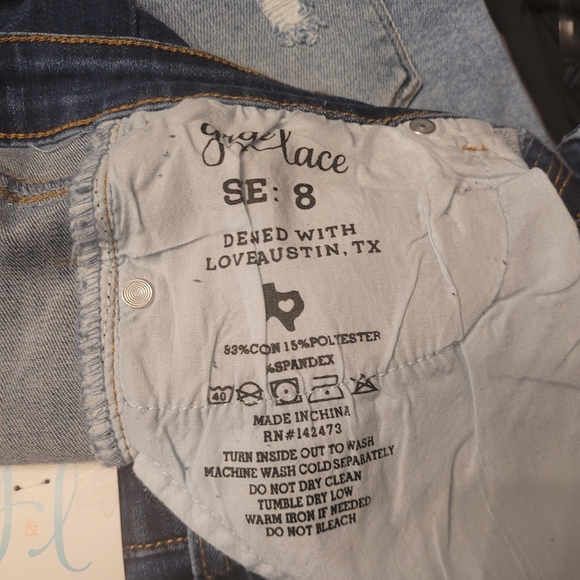 grace & lace
SE: 8
DENED WITH
LOVEAUSTIN, TX
83%CON 15%POLYESTER
%SPANDEX
40
MADE IN CHINA
RN#142473
TURN INSIDE OUT TO WASH
MACHINE WASH COLD SEPARATELY
DO NOT DRY CLEAN
TUMBLE DRY LOW
WARM IRON IF NEEDED
DO NOT BLEACH
&